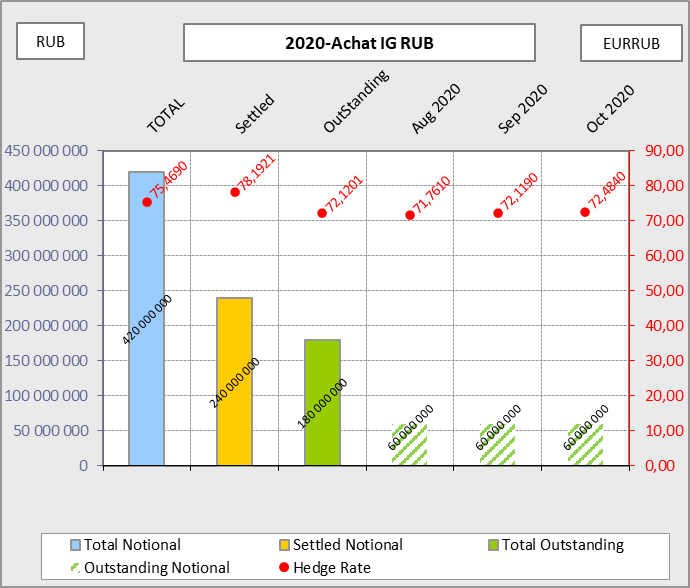 RUB
2020-Achat IG RUB
EURRUB
TOTAL
Settled
OutStanding
Aug 2020
Sep 2020
Oct 2020
450 000 000
400 000 000
350 000 000
300 000 000
250 000 000
200 000 000
150 000 000
100 000 000
50 000 000
0
75,4690
78,1921
72,1201
71,7610
72,1190
72,4840
420 000 000
240 000 000
180 000 000
60 000 000
60 000 000
60 000 000
90,00
80,00
70,00
60,00
50,00
40,00
30,00
20,00
10,00
0,00
Total Notional
Settled Notional
Total Outstanding
Outstanding Notional
Hedge Rate